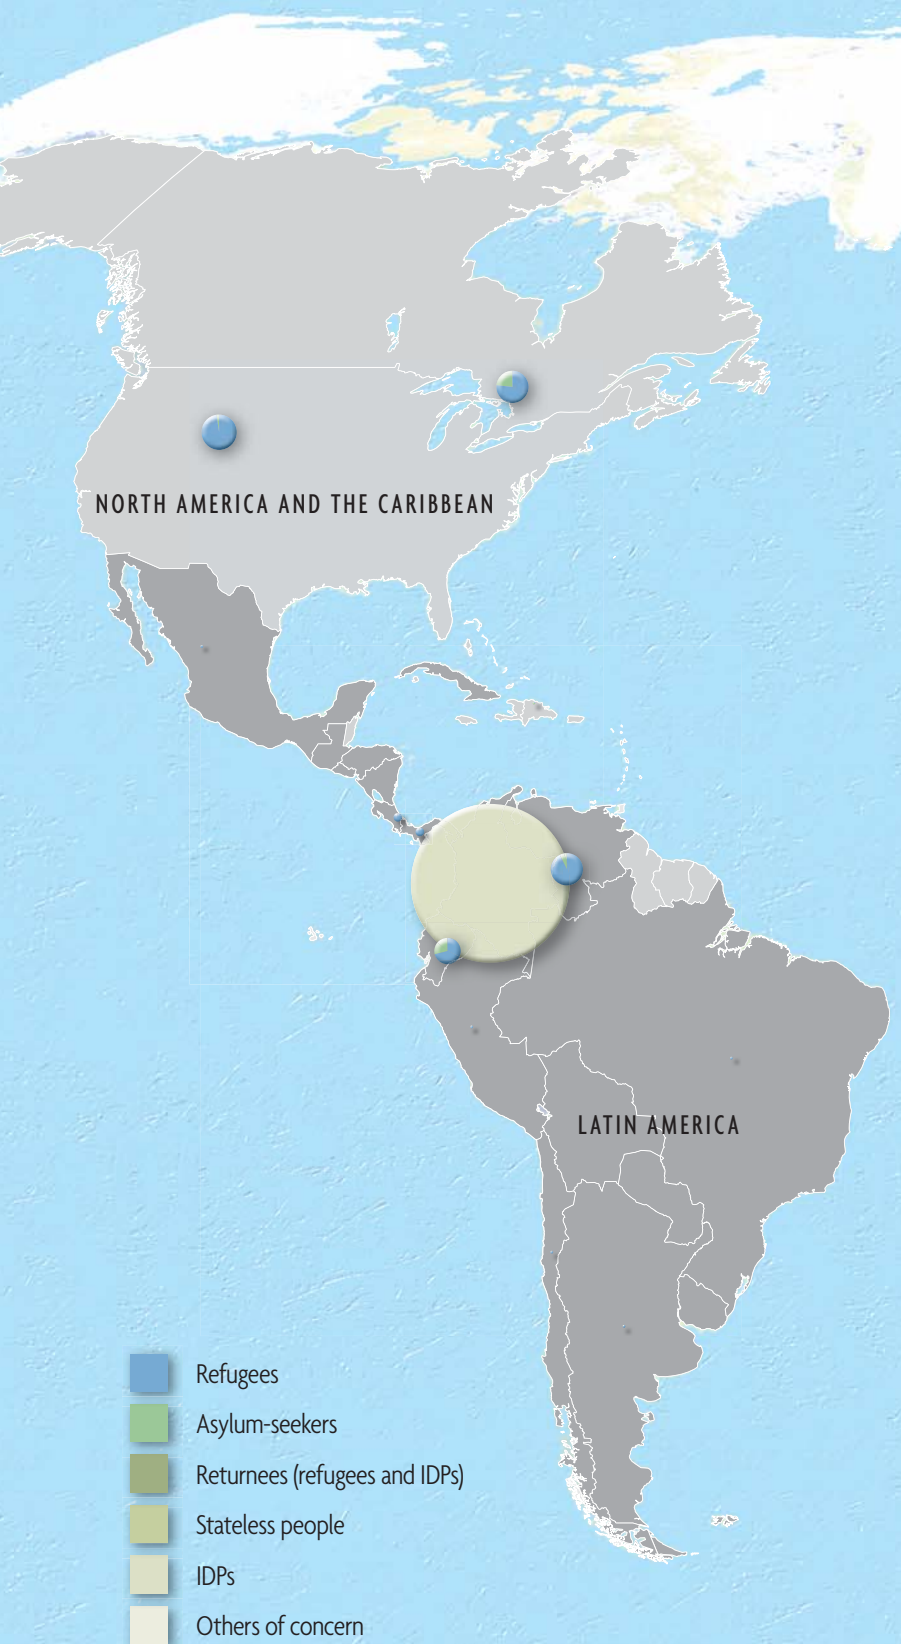 NORTH AMERICA AND THE CARIBBEAN
LATIN AMERICA
Refugees
Asylum-seekers
Returnees (refugees and IDPs)
Stateless people
IDPs
Others of concern